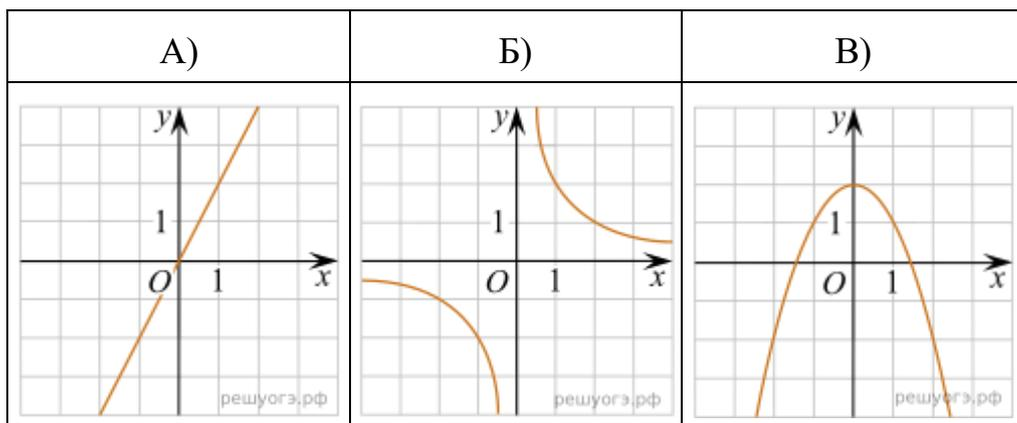 А) Б) В)
y y y
1 1 1
O 1 x O 1 x O 1 x
решуогэ.рф решуогэ.рф решуогэ.рф